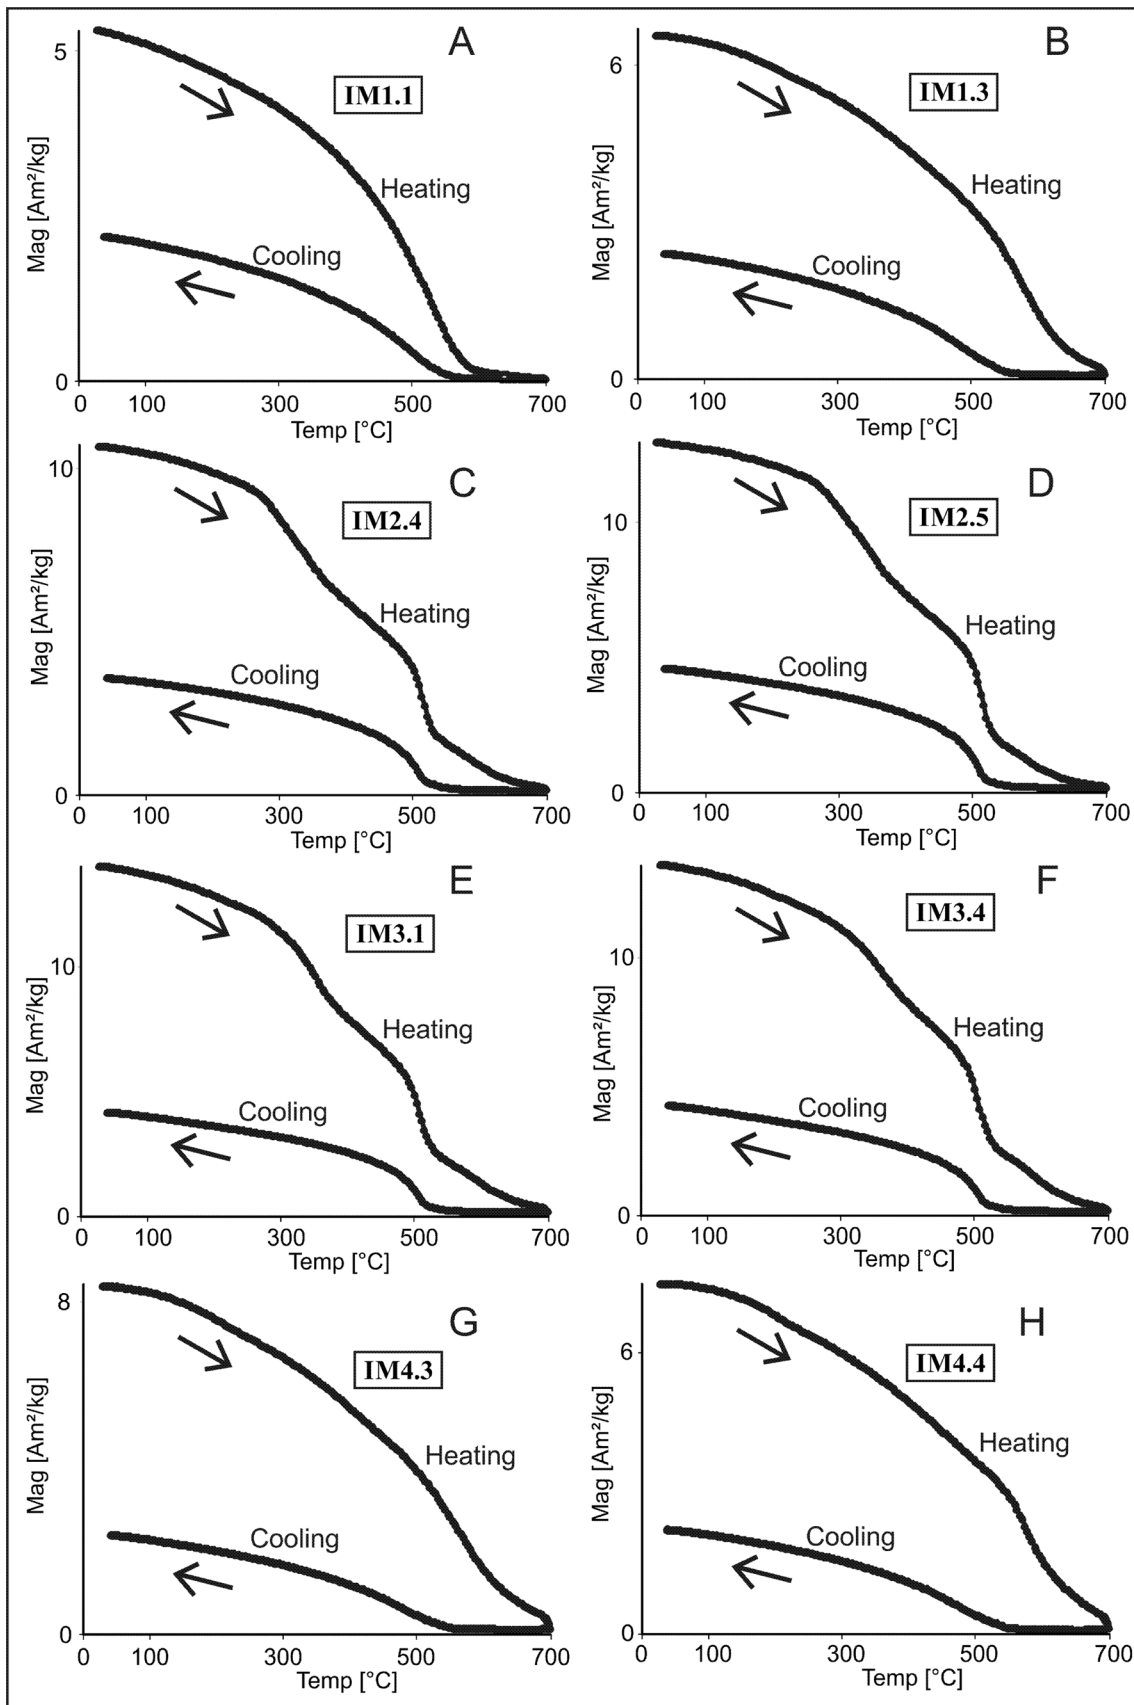 A
B
5
IM1.1
6
IM1.3
Mag [Am²/kg]
Heating
Mag [Am²/kg]
Heating
Cooling
Cooling
0
0
0 100 300 500 700
0 100 300 500 700
Temp [°C]
Temp [°C]
C
D
10
IM2.4
10
IM2.5
Mag [Am²/kg]
Heating
Mag [Am²/kg]
Heating
Cooling
Cooling
0
0
0 100 300 500 700
0 100 300 500 700
Temp [°C]
Temp [°C]
E
F
10
IM3.1
10
IM3.4
Mag [Am²/kg]
Heating
Mag [Am²/kg]
Heating
Cooling
Cooling
0
0
0 100 300 500 700
0 100 300 500 700
Temp [°C]
Temp [°C]
G
H
8
IM4.3
6
IM4.4
Mag [Am²/kg]
Heating
Mag [Am²/kg]
Heating
Cooling
Cooling
0
0
0 100 300 500 700
0 100 300 500 700
Temp [°C]
Temp [°C]